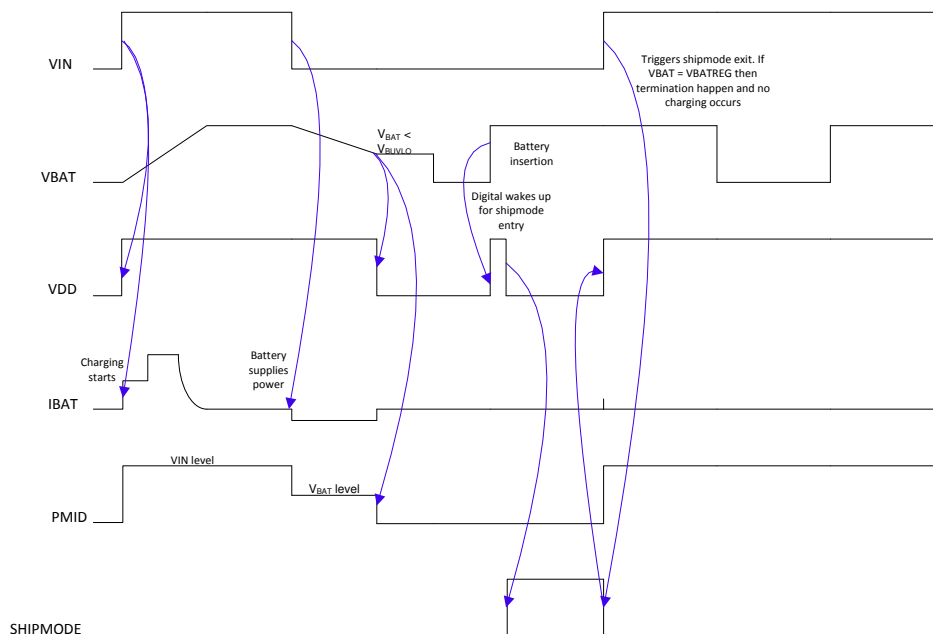 VIN
Triggers shipmode exit. If
VBAT = VBATREG then
termination happen and no
charging occurs
VBAT
VBAT <
VBUVLO
Battery
insertion
Digital wakes up
for shipmode
entry
VDD
Charging
starts
Battery
supplies
power
IBAT
VIN level
VBAT level
PMID
SHIPMODE